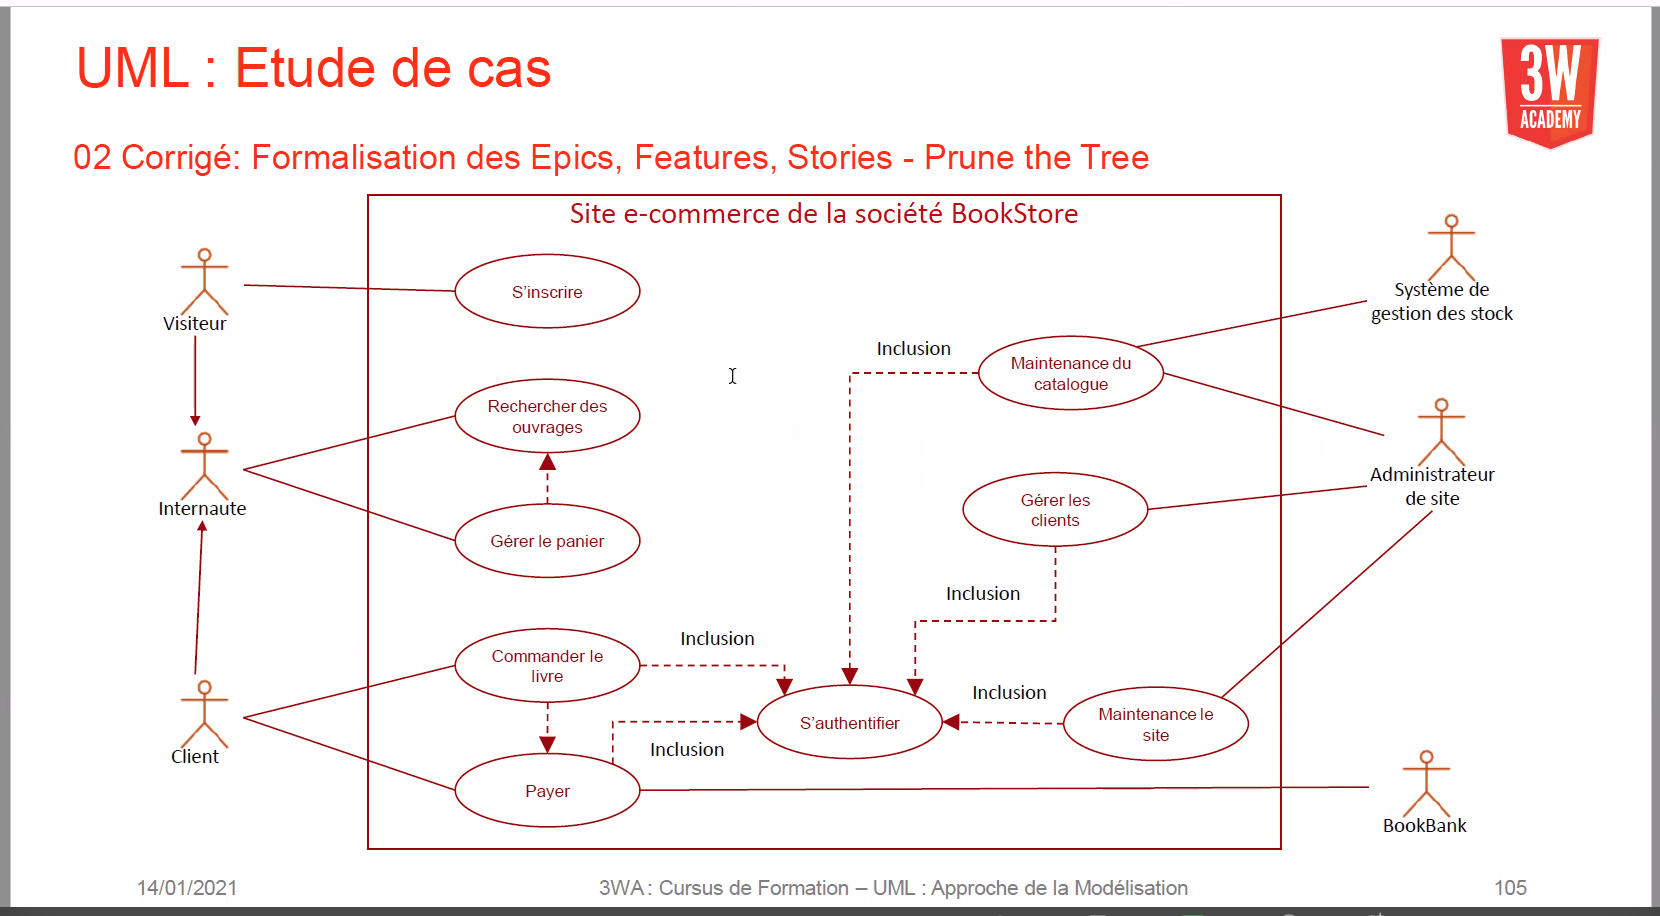 UML : Etude de cas
3W
ACADEMY
02 Corrigé: Formalisation des Epics, Features, Stories - Prune the Tree
Site e-commerce de la société BookStore
Visiteur
S'inscrire
Système de
gestion des stock
Inclusion
Maintenance du
catalogue
Rechercher des
ouvrages
Internaute
Gérer le panier
Gérer les
clients
Administrateur
de site
Inclusion
Inclusion
Commander le
livre
Inclusion
S'authentifier
Maintenance le
site
Client
Inclusion
Payer
BookBank
14/01/2021
3WA : Cursus de Formation – UML : Approche de la Modélisation
105